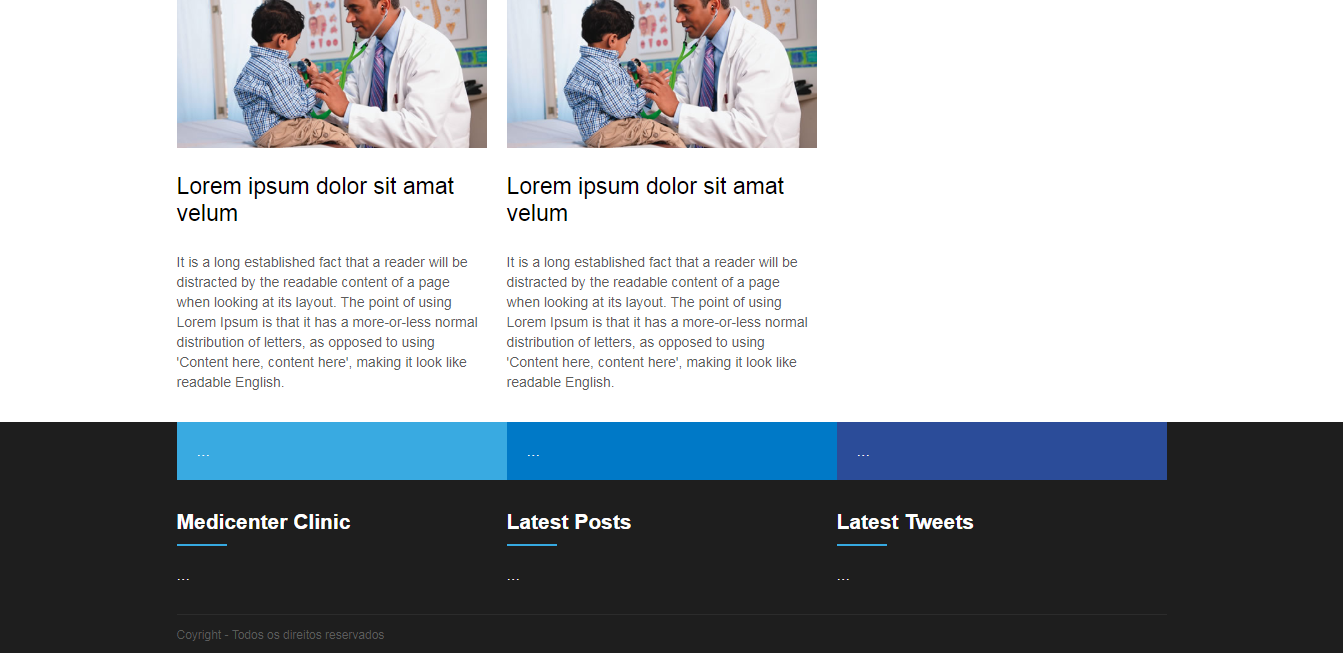 Lorem ipsum dolor sit amat
velum
It is a long established fact that a reader will be
distracted by the readable content of a page
when looking at its layout. The point of using
Lorem Ipsum is that it has a more-or-less normal
distribution of letters, as opposed to using
'Content here, content here', making it look like
readable English.
Lorem ipsum dolor sit amat
velum
It is a long established fact that a reader will be
distracted by the readable content of a page
when looking at its layout. The point of using
Lorem Ipsum is that it has a more-or-less normal
distribution of letters, as opposed to using
'Content here, content here', making it look like
readable English.
...
...
...
Medicenter Clinic
...
Latest Posts
...
Latest Tweets
...
Coyright - Todos os direitos reservados